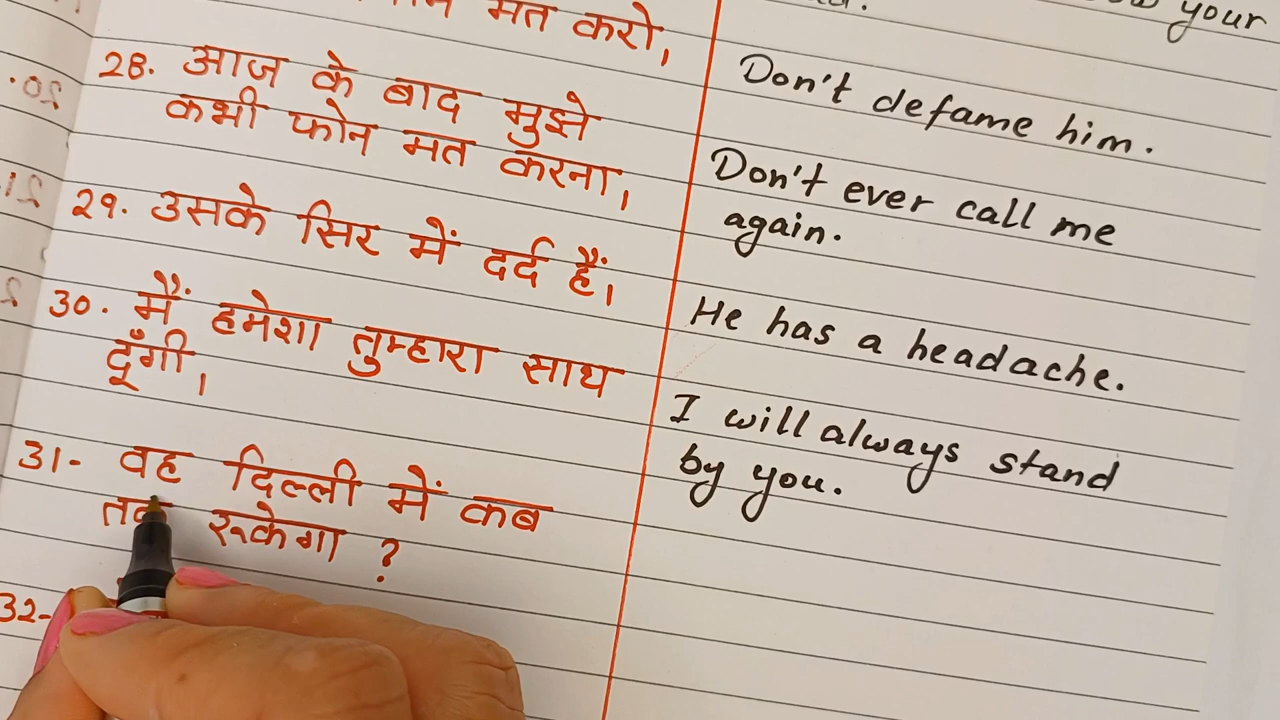 मत करो,
your
28. आज के बाद मुझे
कभी फोन मत करना,
Don't defame him.
29. उसके सिर में दर्द हैं।
Don't ever call me
again.
30. मैं हमेशा तुम्हारा साथ
दूँगी,
He has a headache.
31- वह दिल्ली में कब
तक रूकेगा ?
I will always stand
by you.
32-